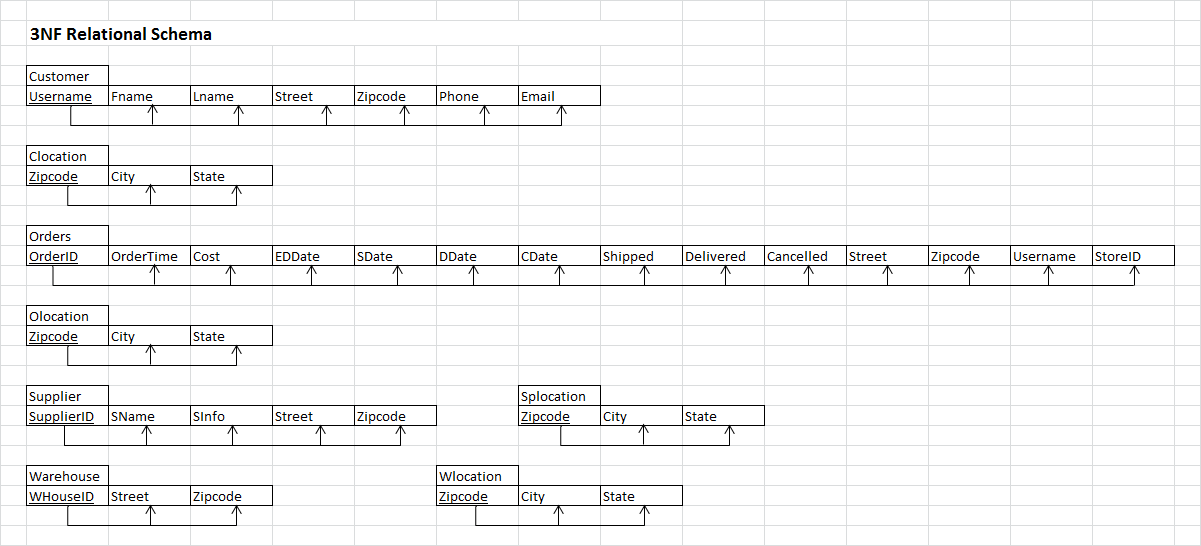 3NF Relational Schema
Customer
Username Fname Lname Street Zipcode Phone Email
Clocation
Zipcode City State
Orders
OrderID OrderTime Cost EDDate SDate DDate CDate Shipped Delivered Cancelled Street Zipcode Username StoreID
Olocation
Zipcode City State
Supplier
SupplierID SName SInfo Street Zipcode
Splocation
Zipcode City State
Warehouse
WHouseID Street Zipcode
Wlocation
Zipcode City State